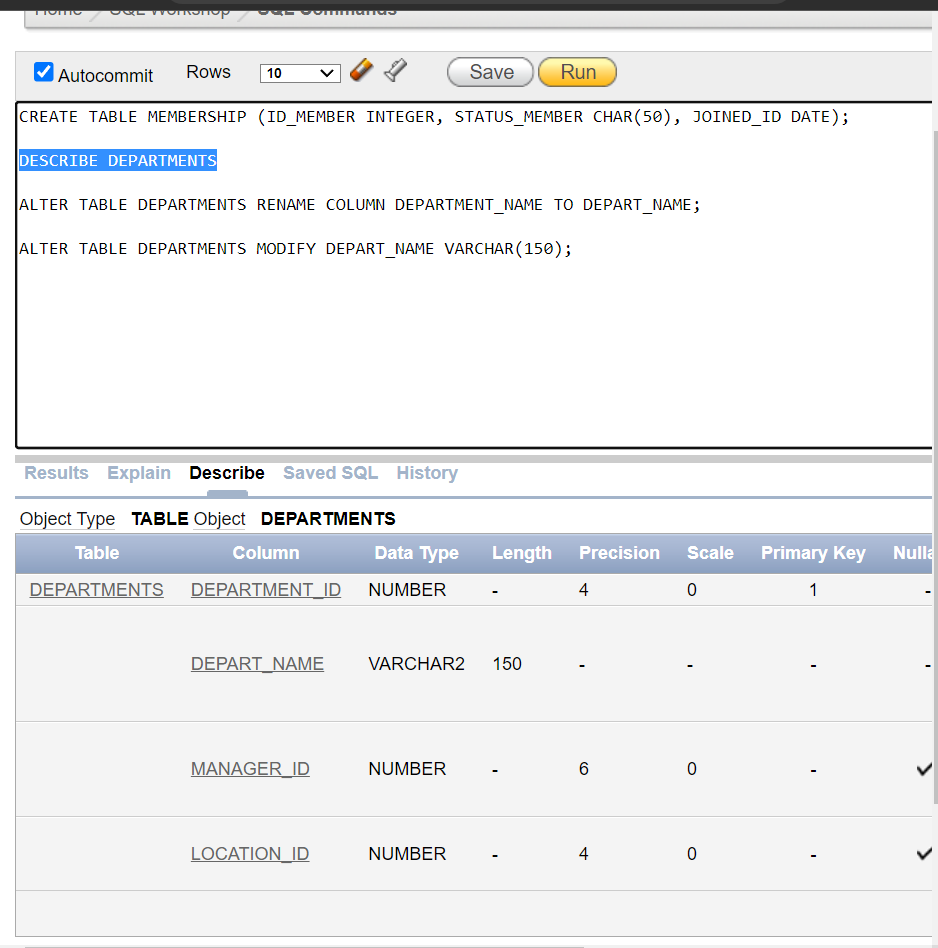 Home SQL Workshop SQL Commands
Autocommit Rows 10 Save Run
CREATE TABLE MEMBERSHIP (ID_MEMBER INTEGER, STATUS_MEMBER CHAR(50), JOINED_ID DATE);
DESCRIBE DEPARTMENTS
ALTER TABLE DEPARTMENTS RENAME COLUMN DEPARTMENT_NAME TO DEPART_NAME;
ALTER TABLE DEPARTMENTS MODIFY DEPART_NAME VARCHAR(150);
Results Explain Describe Saved SQL History
Object Type TABLE Object DEPARTMENTS
Table Column Data Type Length Precision Scale Primary Key Nulla
DEPARTMENTS DEPARTMENT_ID NUMBER - 4 0 1 -
DEPART_NAME VARCHAR2 150 - - - -
MANAGER_ID NUMBER - 6 0 - ✓
LOCATION_ID NUMBER - 4 0 - ✓